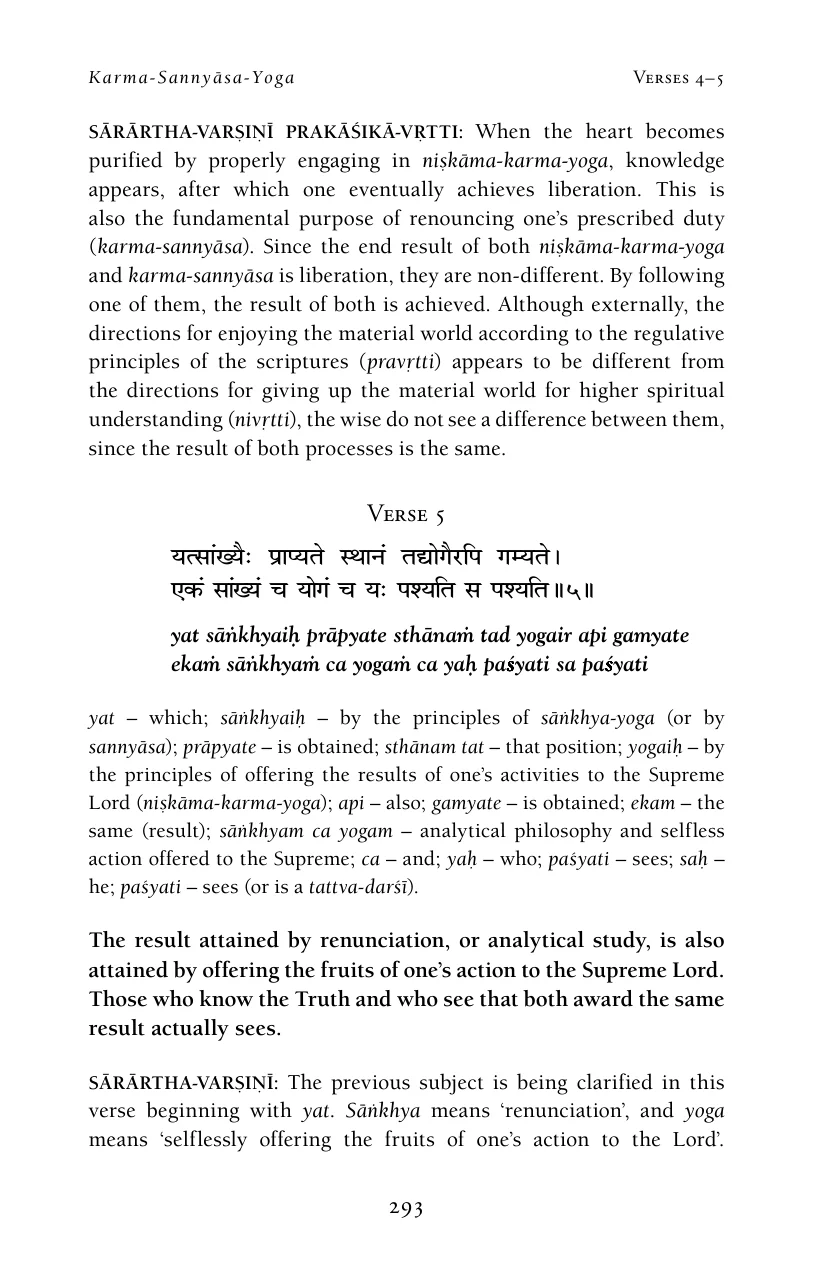 Karma-Sannyāsa-Yoga Verses 4–5
SĀRĀRTHA-VARṢIṆĪ PRAKĀŚIKĀ-VṚTTI: When the heart becomes
purified by properly engaging in niṣkāma-karma-yoga, knowledge
appears, after which one eventually achieves liberation. This is
also the fundamental purpose of renouncing one’s prescribed duty
(karma-sannyāsa). Since the end result of both niṣkāma-karma-yoga
and karma-sannyāsa is liberation, they are non-different. By following
one of them, the result of both is achieved. Although externally, the
directions for enjoying the material world according to the regulative
principles of the scriptures (pravṛtti) appears to be different from
the directions for giving up the material world for higher spiritual
understanding (nivṛtti), the wise do not see a difference between them,
since the result of both processes is the same.
Verse 5
यत्सांख्यैः प्राप्यते स्थानं तद्योगैरपि गम्यते।
एकं सांख्यं च योगं च यः पश्यति स पश्यति॥५॥
yat sāṅkhyaiḥ prāpyate sthānaṁ tad yogair api gamyate
ekaṁ sāṅkhyaṁ ca yogaṁ ca yaḥ paśyati sa paśyati
yat – which; sāṅkhyaiḥ – by the principles of sāṅkhya-yoga (or by
sannyāsa); prāpyate – is obtained; sthānam tat – that position; yogaiḥ – by
the principles of offering the results of one’s activities to the Supreme
Lord (niṣkāma-karma-yoga); api – also; gamyate – is obtained; ekam – the
same (result); sāṅkhyam ca yogam – analytical philosophy and selfless
action offered to the Supreme; ca – and; yaḥ – who; paśyati – sees; saḥ –
he; paśyati – sees (or is a tattva-darśī).
The result attained by renunciation, or analytical study, is also
attained by offering the fruits of one’s action to the Supreme Lord.
Those who know the Truth and who see that both award the same
result actually sees.
SĀRĀRTHA-VARṢIṆĪ: The previous subject is being clarified in this
verse beginning with yat. Sāṅkhya means ‘renunciation’, and yoga
means ‘selflessly offering the fruits of one’s action to the Lord’.
293